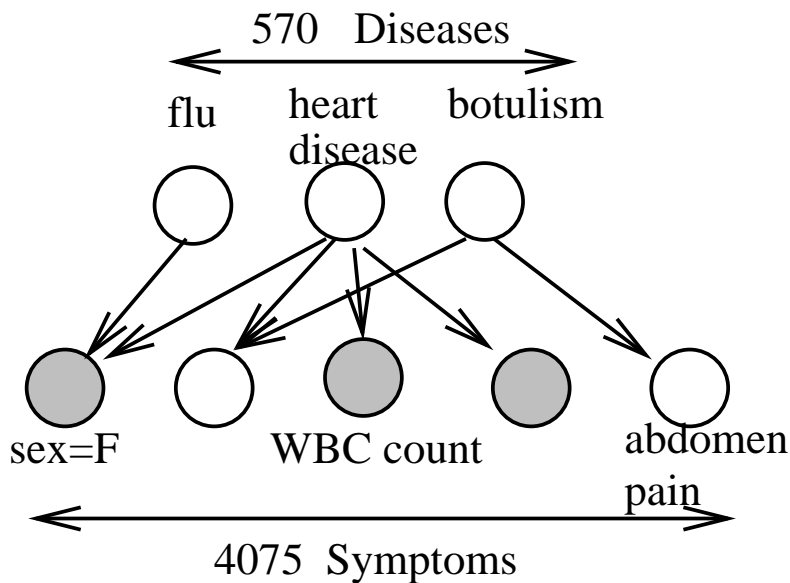 570 Diseases
flu
heart
disease
botulism
sex=F
WBC count
abdomen
pain
4075 Symptoms